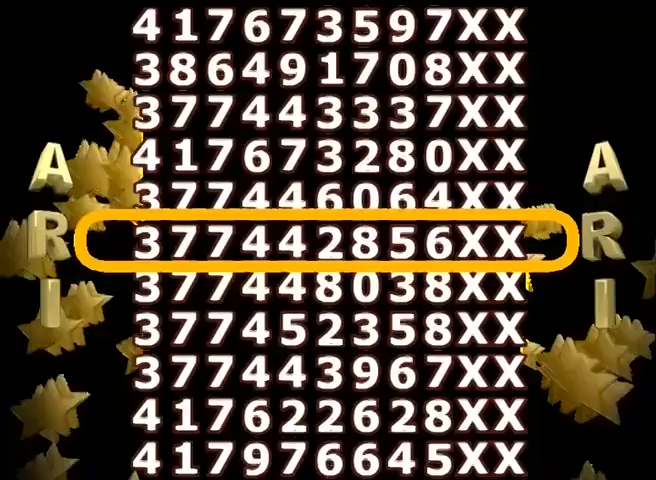 417673597XX
386491708XX
377443337XX
417673280XX
377446064XX
377442856XX
377448038XX
377452358XX
377443967XX
417622628XX
417976645XX
A
R
I
A
R
I